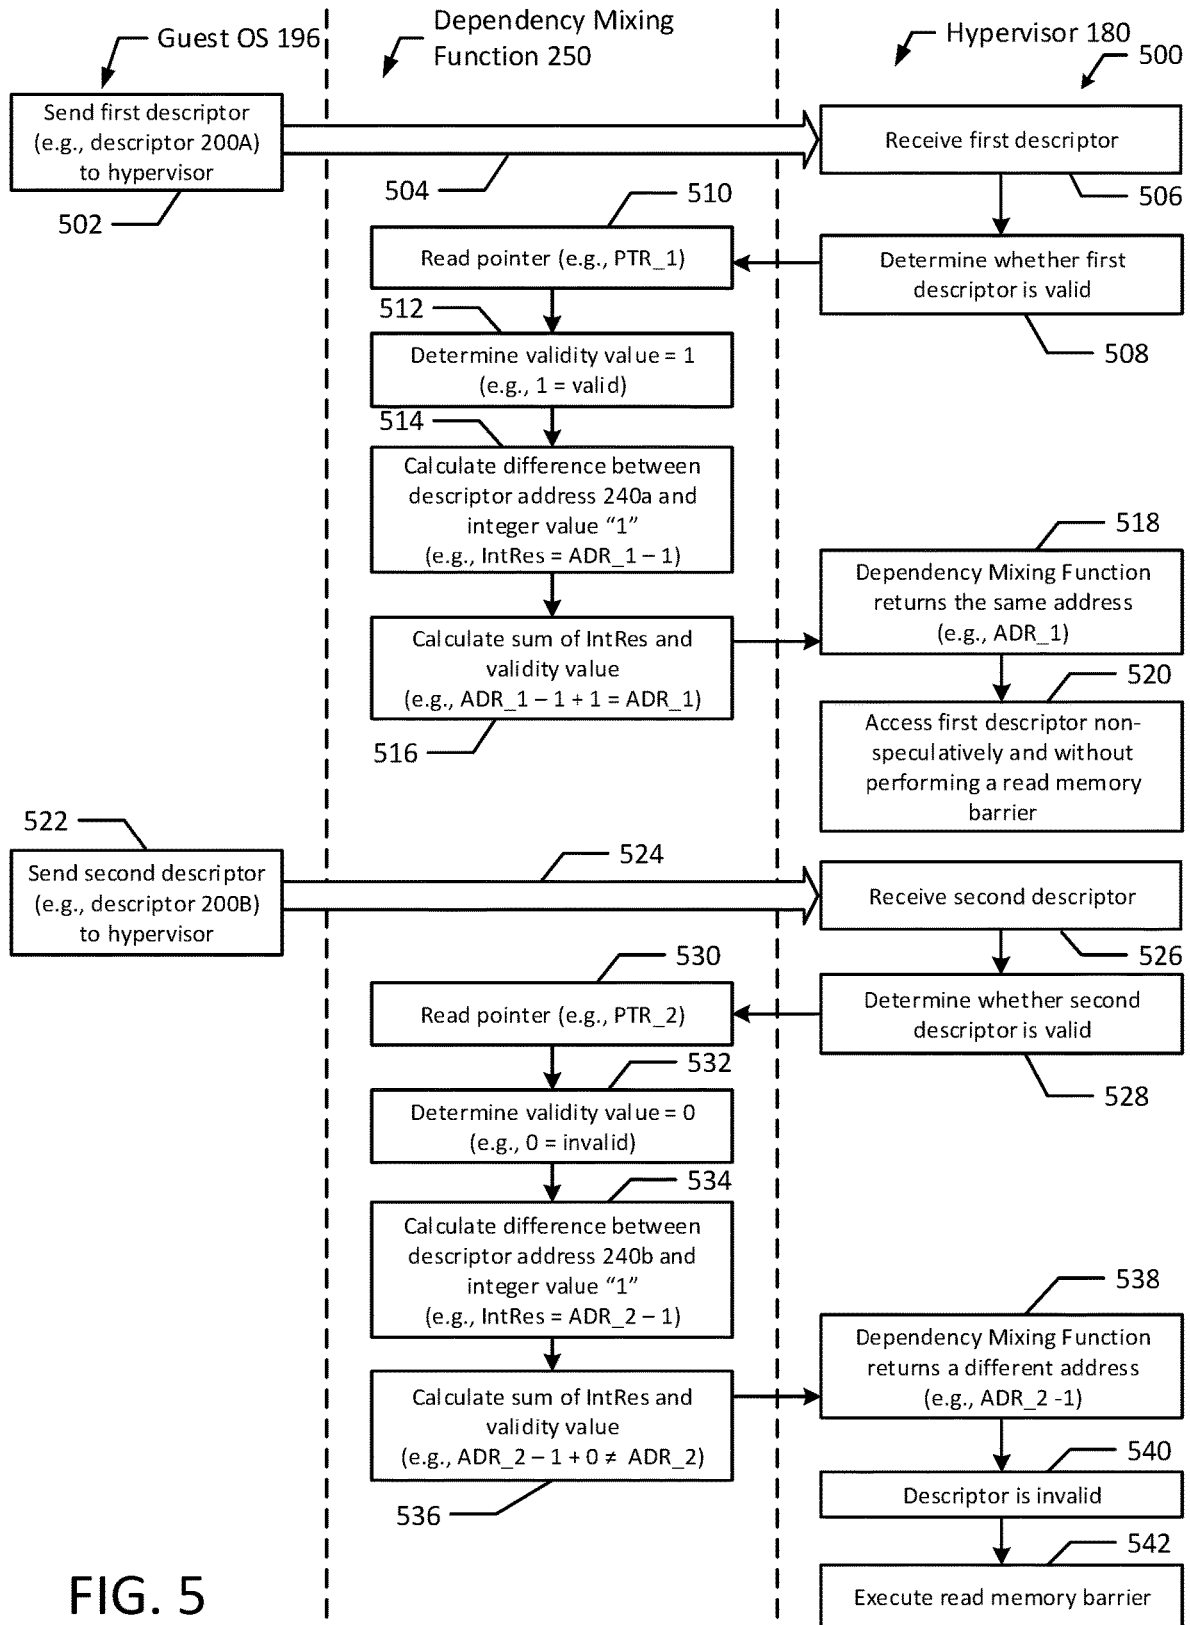 Guest OS 196
Dependency Mixing
Function 250
Hypervisor 180
500
Send first descriptor
(e.g., descriptor 200A)
to hypervisor
502
504
Receive first descriptor
506
Determine whether first
descriptor is valid
508
510
Read pointer (e.g., PTR_1)
512
Determine validity value = 1
(e.g., 1 = valid)
514
Calculate difference between
descriptor address 240a and
integer value “1”
(e.g., IntRes = ADR_1 – 1)
Calculate sum of IntRes and
validity value
(e.g., ADR_1 – 1 + 1 = ADR_1)
516
518
Dependency Mixing Function
returns the same address
(e.g., ADR_1)
520
Access first descriptor non-
speculatively and without
performing a read memory
barrier
522
Send second descriptor
(e.g., descriptor 200B)
to hypervisor
524
Receive second descriptor
526
Determine whether second
descriptor is valid
528
530
Read pointer (e.g., PTR_2)
532
Determine validity value = 0
(e.g., 0 = invalid)
534
Calculate difference between
descriptor address 240b and
integer value “1”
(e.g., IntRes = ADR_2 – 1)
Calculate sum of IntRes and
validity value
(e.g., ADR_2 – 1 + 0 ≠ ADR_2)
536
538
Dependency Mixing Function
returns a different address
(e.g., ADR_2 -1)
540
Descriptor is invalid
542
Execute read memory barrier
FIG. 5